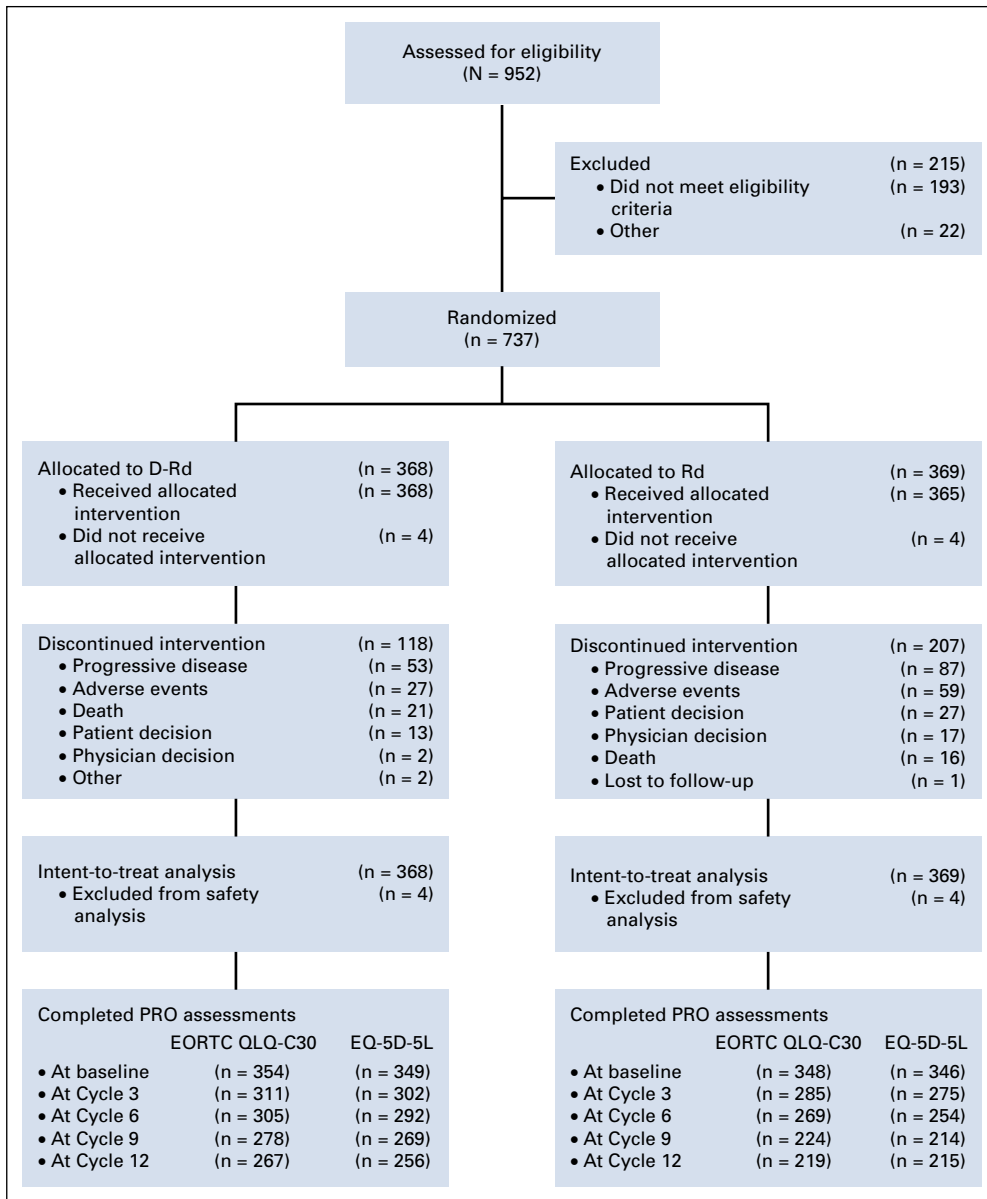 Assessed for eligibility
(N = 952)
Excluded (n = 215)
• Did not meet eligibility (n = 193)
criteria
• Other (n = 22)
Randomized
(n = 737)
Allocated to D-Rd (n = 368)
• Received allocated (n = 368)
intervention
• Did not receive (n = 4)
allocated intervention
Allocated to Rd (n = 369)
• Received allocated (n = 365)
intervention
• Did not receive (n = 4)
allocated intervention
Discontinued intervention (n = 118)
• Progressive disease (n = 53)
• Adverse events (n = 27)
• Death (n = 21)
• Patient decision (n = 13)
• Physician decision (n = 2)
• Other (n = 2)
Discontinued intervention (n = 207)
• Progressive disease (n = 87)
• Adverse events (n = 59)
• Patient decision (n = 27)
• Physician decision (n = 17)
• Death (n = 16)
• Lost to follow-up (n = 1)
Intent-to-treat analysis (n = 368)
• Excluded from safety (n = 4)
analysis
Intent-to-treat analysis (n = 369)
• Excluded from safety (n = 4)
analysis
Completed PRO assessments
EORTC QLQ-C30 EQ-5D-5L
• At baseline (n = 354) (n = 349)
• At Cycle 3 (n = 311) (n = 302)
• At Cycle 6 (n = 305) (n = 292)
• At Cycle 9 (n = 278) (n = 269)
• At Cycle 12 (n = 267) (n = 256)
Completed PRO assessments
EORTC QLQ-C30 EQ-5D-5L
• At baseline (n = 348) (n = 346)
• At Cycle 3 (n = 285) (n = 275)
• At Cycle 6 (n = 269) (n = 254)
• At Cycle 9 (n = 224) (n = 214)
• At Cycle 12 (n = 219) (n = 215)